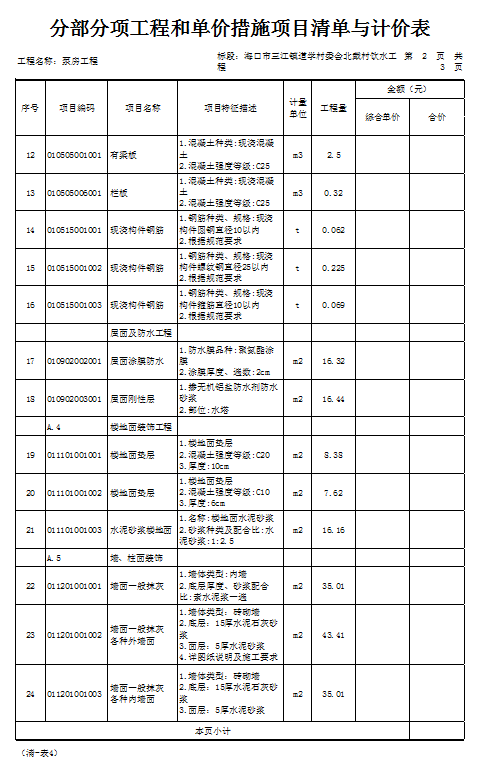 分部分项工程和单价措施项目清单与计价表
工程名称：泵房工程
标段：海口市三江镇道学村委会北戴村饮水工程
第 2 页 共 3 页
序号 项目编码 项目名称 项目特征描述 计量单位 工程量 金额（元）
综合单价 合价
12 010505001001 有梁板 1.混凝土种类:现浇混凝土 m3 2.5
2.混凝土强度等级:C25
13 010505006001 栏板 1.混凝土种类:现浇混凝土 m3 0.32
2.混凝土强度等级:C25
14 010515001001 现浇构件钢筋 1.钢筋种类、规格:现浇构件圆钢直径10以内 t 0.062
2.根据规范要求
15 010515001002 现浇构件钢筋 1.钢筋种类、规格:现浇构件螺纹钢直径25以内 t 0.225
2.根据规范要求
16 010515001003 现浇构件钢筋 1.钢筋种类、规格:现浇构件箍筋直径10以内 t 0.069
2.根据规范要求
屋面及防水工程
17 010902002001 屋面涂膜防水 1.防水膜品种:聚氨酯涂膜 m2 16.32
2.涂膜厚度、遍数:2cm
18 010902003001 屋面刚性层 1.掺无机铝盐防水剂防水砂浆 m2 16.44
2.部位:水塔
A.4 楼地面装饰工程
19 011101001001 楼地面垫层 1.楼地面垫层 m2 8.38
2.混凝土强度等级:C20
3.厚度:10cm
20 011101001002 楼地面垫层 1.楼地面垫层 m2 7.62
2.混凝土强度等级:C10
3.厚度:6cm
21 011101001003 水泥砂浆楼地面 1.名称:楼地面水泥砂浆 m2 16.16
2.砂浆种类及配合比:水泥砂浆:1:2.5
A.5 墙、柱面装饰
22 011201001001 墙面一般抹灰 1.墙体类型:内墙 m2 35.01
2.底层厚度、砂浆配合比:素水泥浆一遍
23 011201001002 墙面一般抹灰 各种外墙面 1.墙体类型：砖砌墙 m2 43.41
2.底层：15厚水泥石灰砂浆
3.面层：5厚水泥砂浆
4.详图纸说明及施工要求
24 011201001003 墙面一般抹灰 各种内墙面 1.墙体类型：砖砌墙 m2 35.01
2.底层：15厚水泥石灰砂浆
3.面层：5厚水泥砂浆
本页小计
（清-表4）